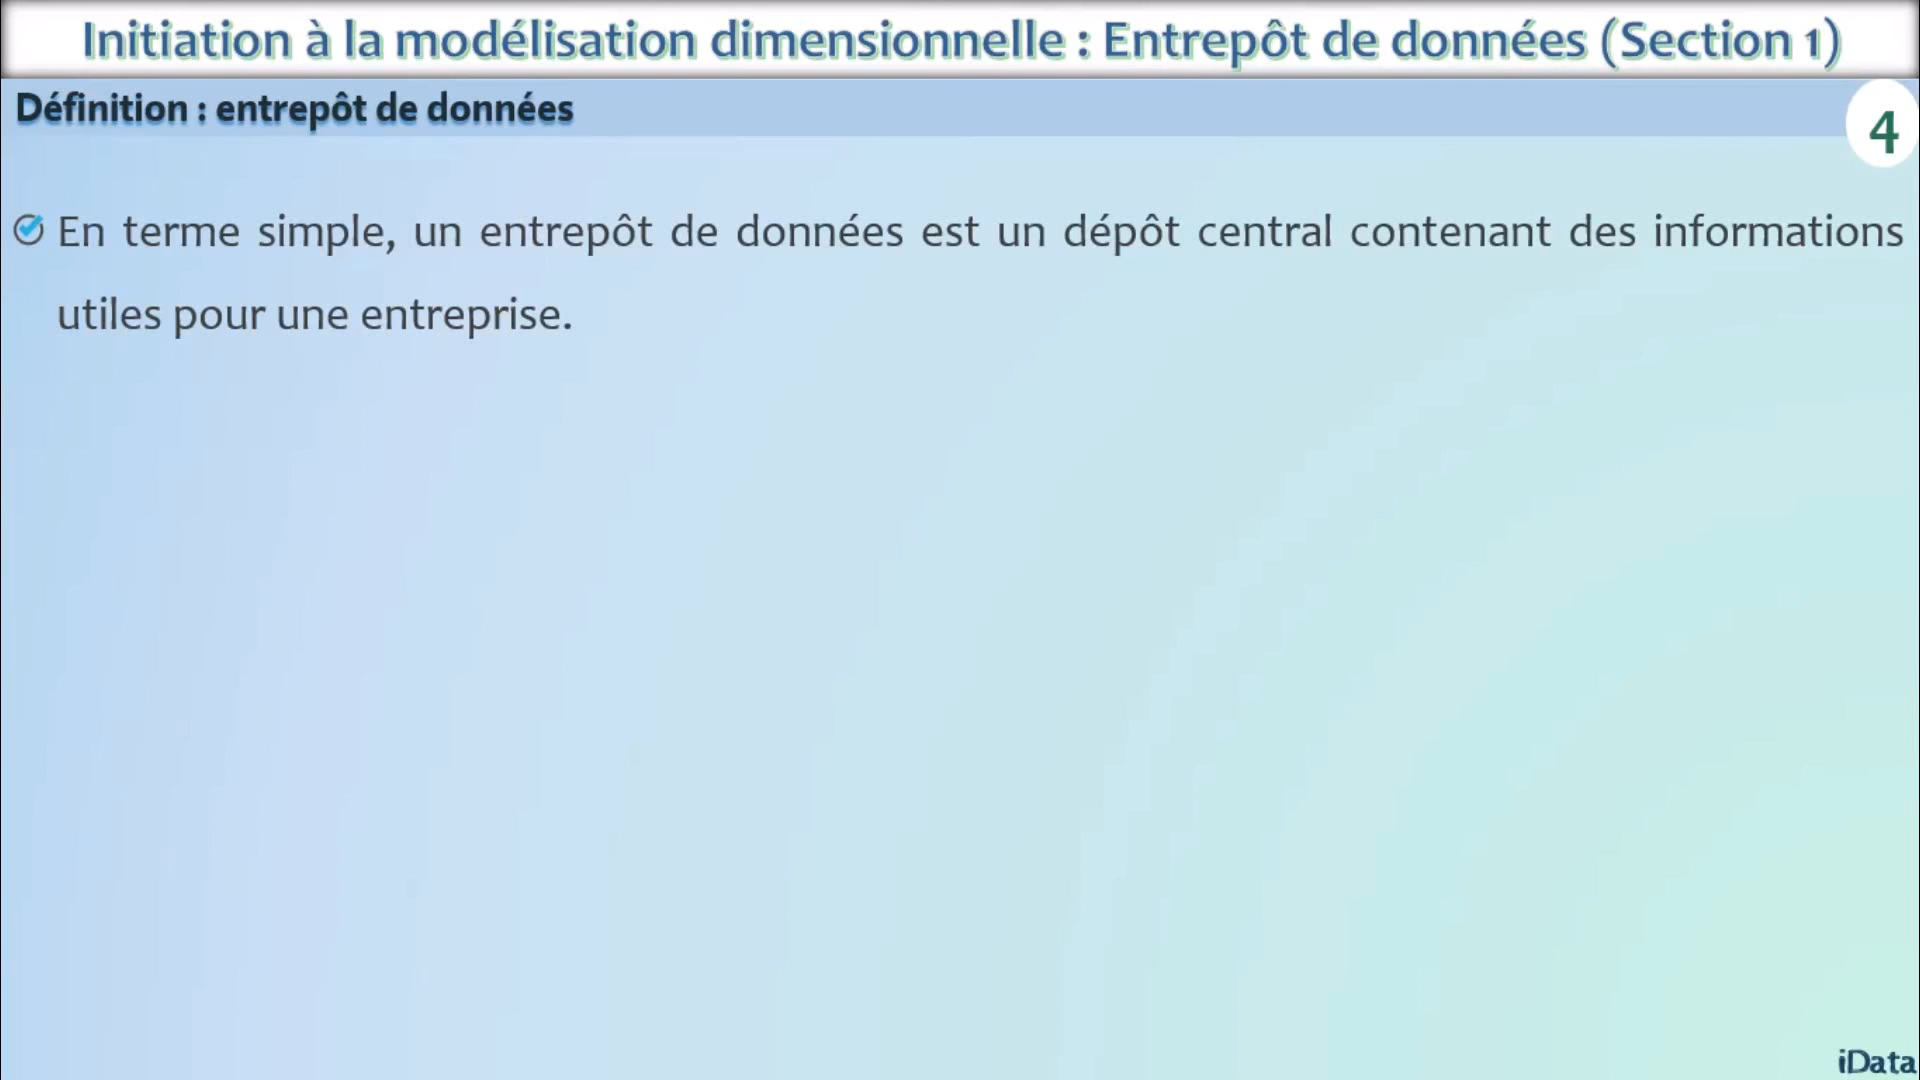 Initiation à la modélisation dimensionnelle : Entrepôt de données (Section 1)
Définition : entrepôt de données
4
En terme simple, un entrepôt de données est un dépôt central contenant des informations
utiles pour une entreprise.
iData